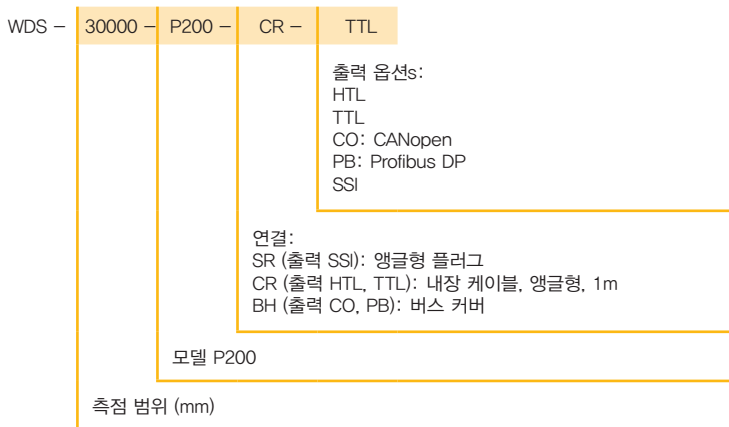 WDS – 30000 – P200 – CR – TTL
출력 옵션s:
HTL
TTL
CO: CANopen
PB: Profibus DP
SSI
연결:
SR (출력 SSI): 앵글형 플러그
CR (출력 HTL, TTL): 내장 케이블, 앵글형, 1m
BH (출력 CO, PB): 버스 커버
모델 P200
측점 범위 (mm)